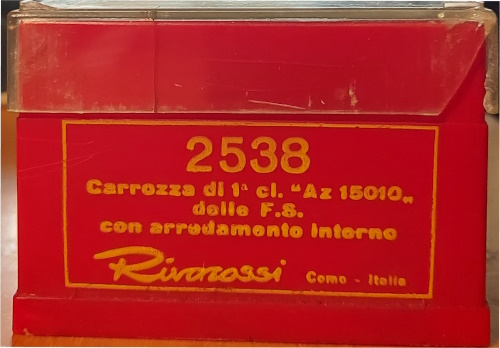 2538
Carrozza di 1ª cl. “Az 15010„
delle F.S.
con arredamento interno
Rivarossi Como - Italia